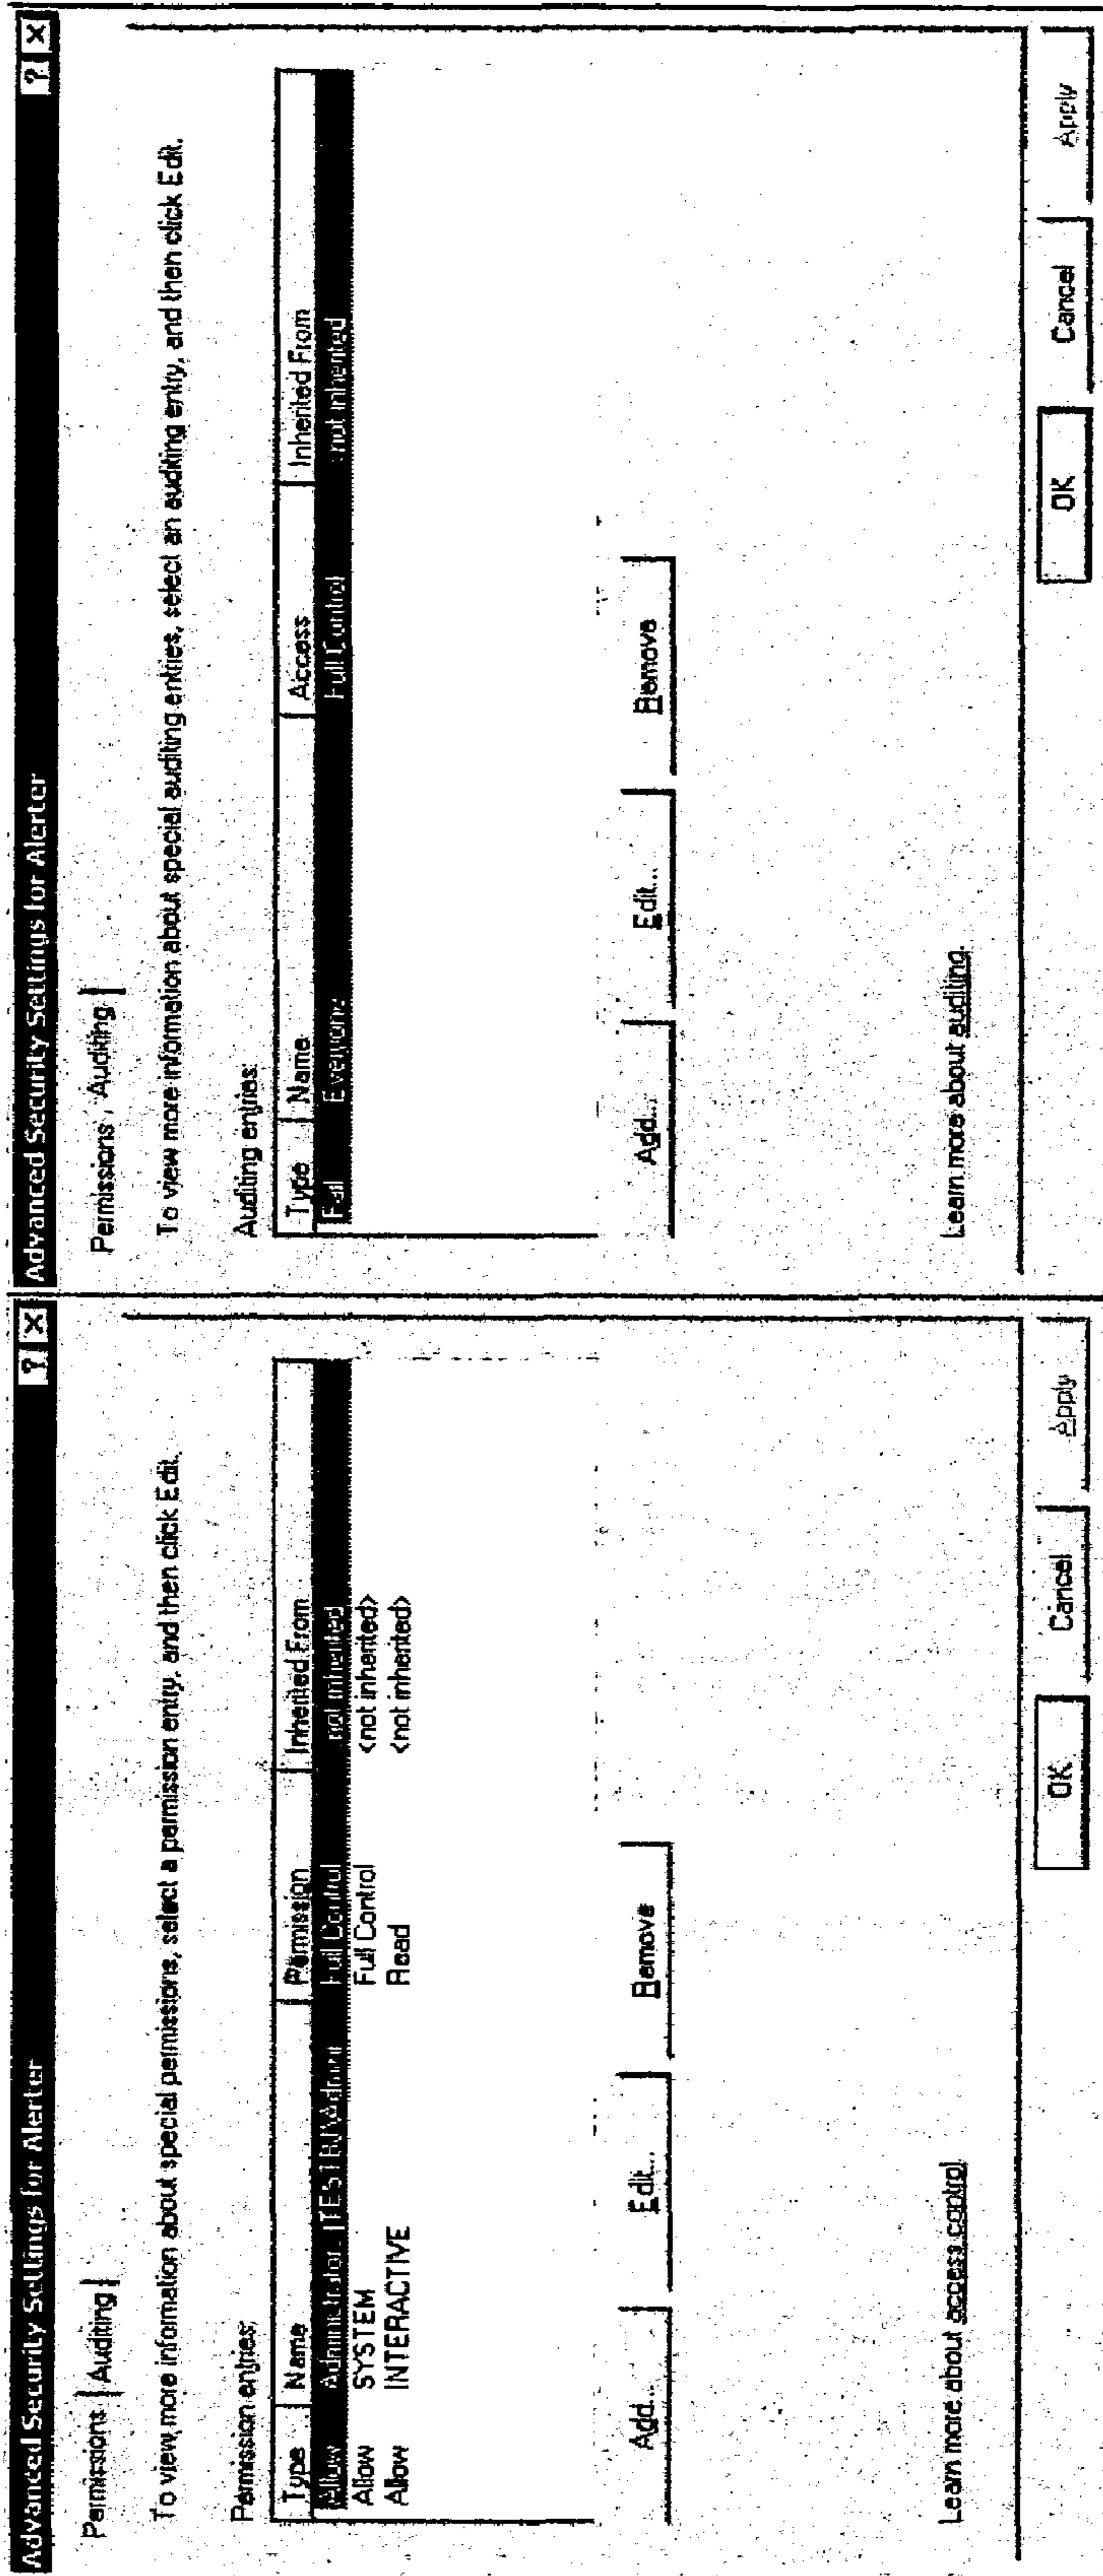 Advanced Security Settings for Alerter ? X
Permissions Auditing
To view more information about special permissions, select a permission entry, and then click Edit.
Permission entries:
Type Name Permission Inherited From
Allow Full Control not inherited
Allow SYSTEM Full Control <not inherited>
Allow INTERACTIVE Read <not inherited>
Add... Edit... Remove
Learn more about access control.
OK Cancel Apply
Advanced Security Settings for Alerter ? X
Permissions Auditing
To view more information about special auditing entries, select an auditing entry, and then click Edit.
Auditing entries:
Type Name Access Inherited From
Fail Everyone Full Control not inherited
Add... Edit... Remove
Learn more about auditing.
OK Cancel Apply